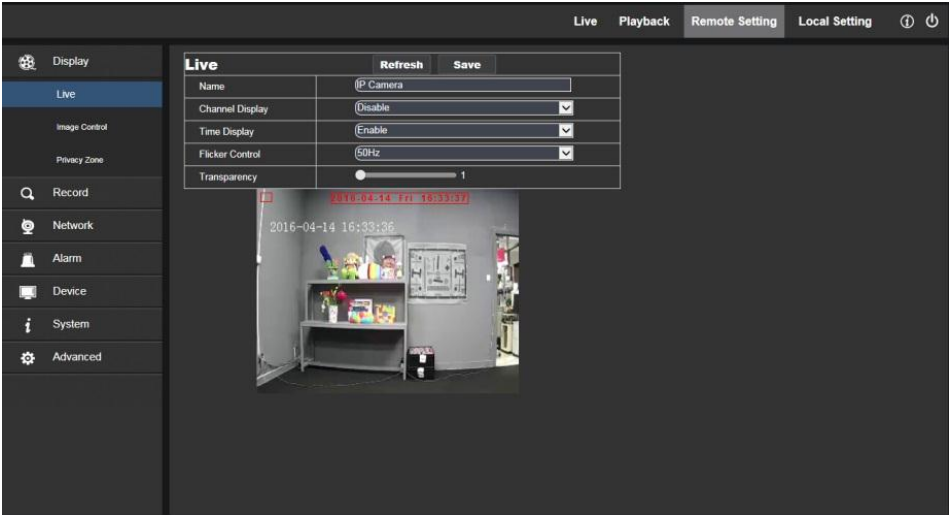 Live Playback Remote Setting Local Setting
Display
Live
Image Control
Privacy Zone
Record
Network
Alarm
Device
System
Advanced
Live Refresh Save
Name IP Camera
Channel Display Disable
Time Display Enable
Flicker Control 50Hz
Transparency 1
2016-04-14 Fri 16:33:37
2016-04-14 16:33:36